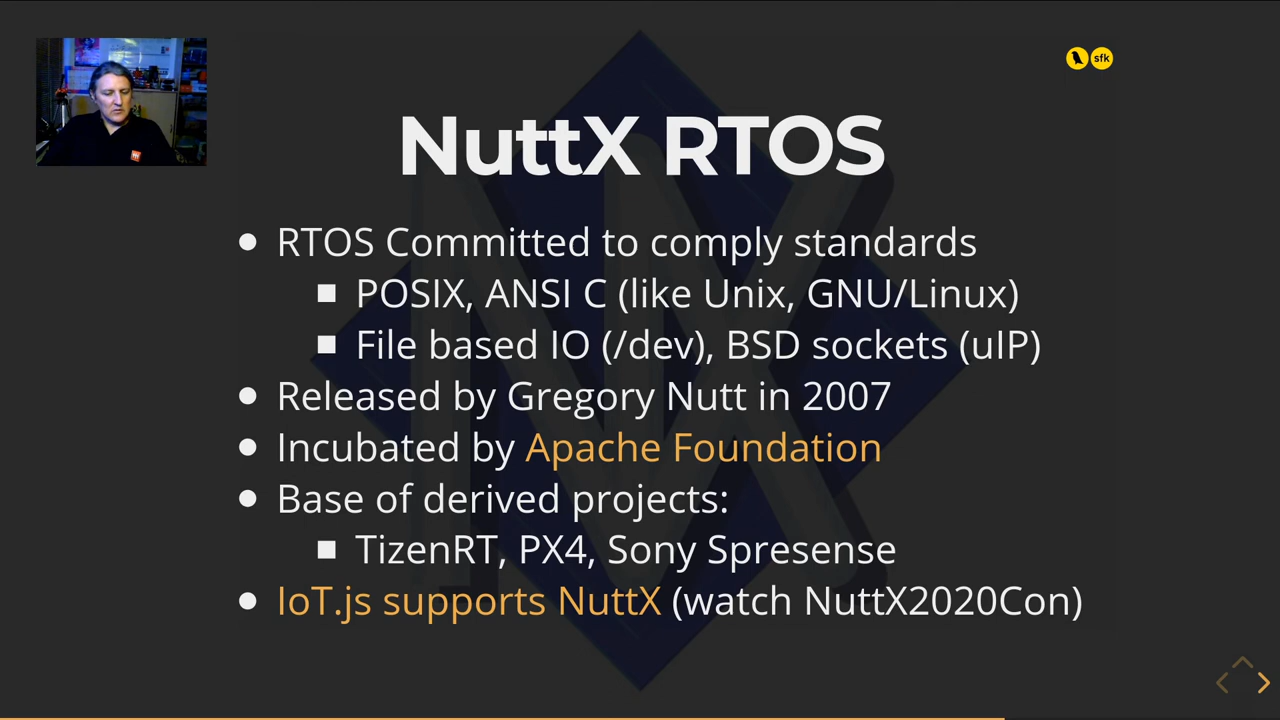 sfk
NuttX RTOS
RTOS Committed to comply standards
POSIX, ANSI C (like Unix, GNU/Linux)
File based IO (/dev), BSD sockets (uIP)
Released by Gregory Nutt in 2007
Incubated by Apache Foundation
Base of derived projects:
TizenRT, PX4, Sony Spresense
IoT.js supports NuttX (watch NuttX2020Con)